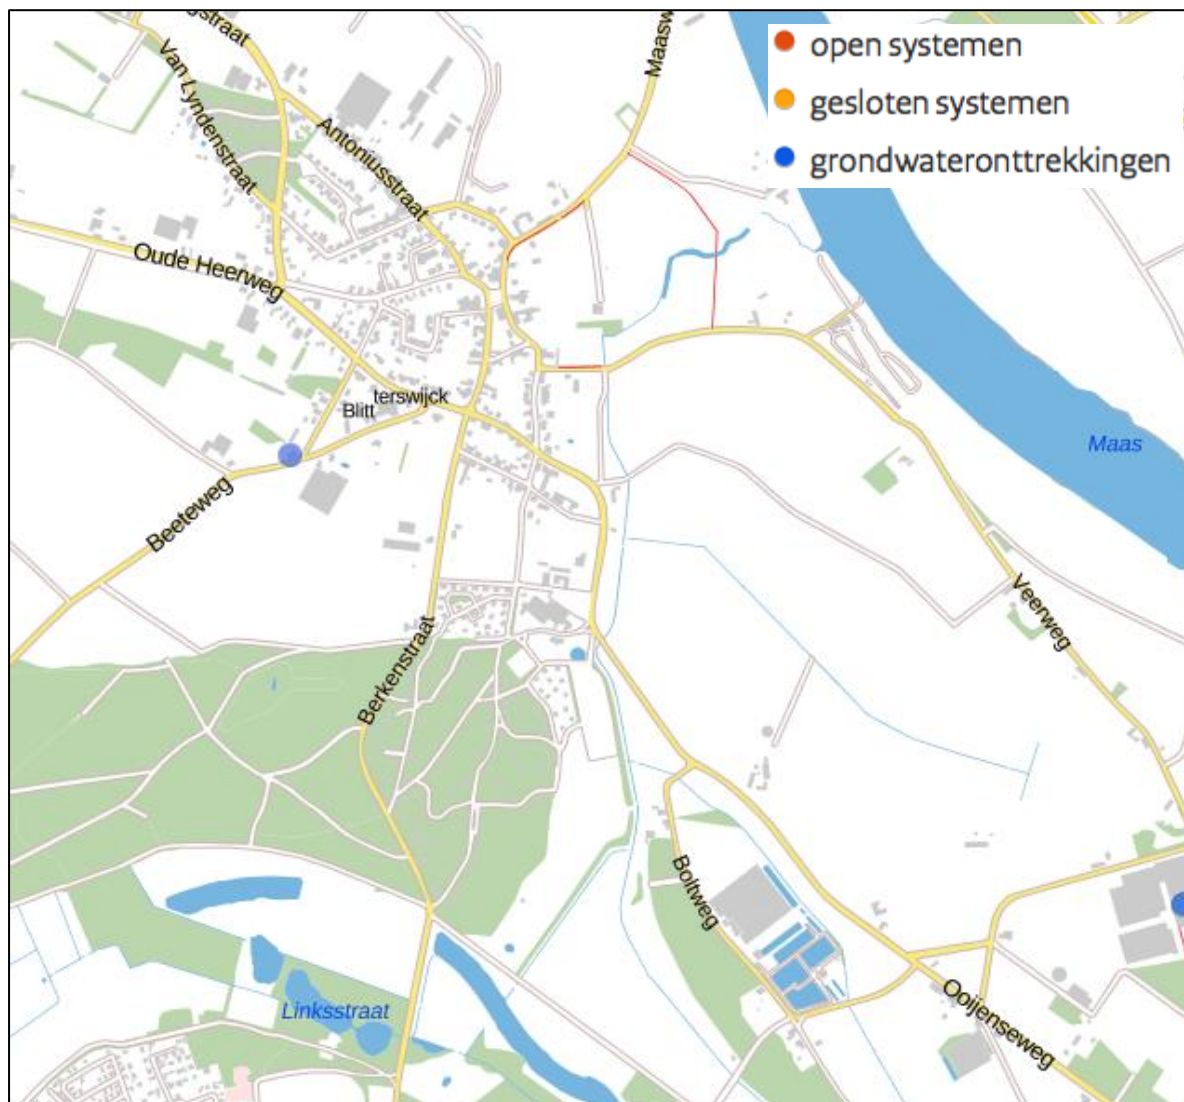 open systemen
gesloten systemen
grondwateronttrekkingen
Van Lyndenstraat
Antoniusstraat
Oude Heerweg
terswijck
Blitt
Maas
Beeteweg
Veerweg
Berkenstraat
Boltweg
Linksstraat
Ooijenseweg